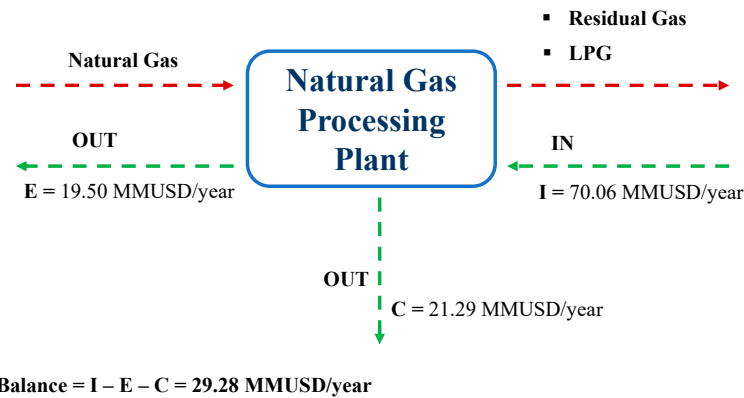 ▪ Residual Gas
▪ LPG
Natural Gas
Natural Gas
Processing
Plant
OUT
IN
E = 19.50 MMUSD/year
I = 70.06 MMUSD/year
OUT
C = 21.29 MMUSD/year
Balance = I – E – C = 29.28 MMUSD/year